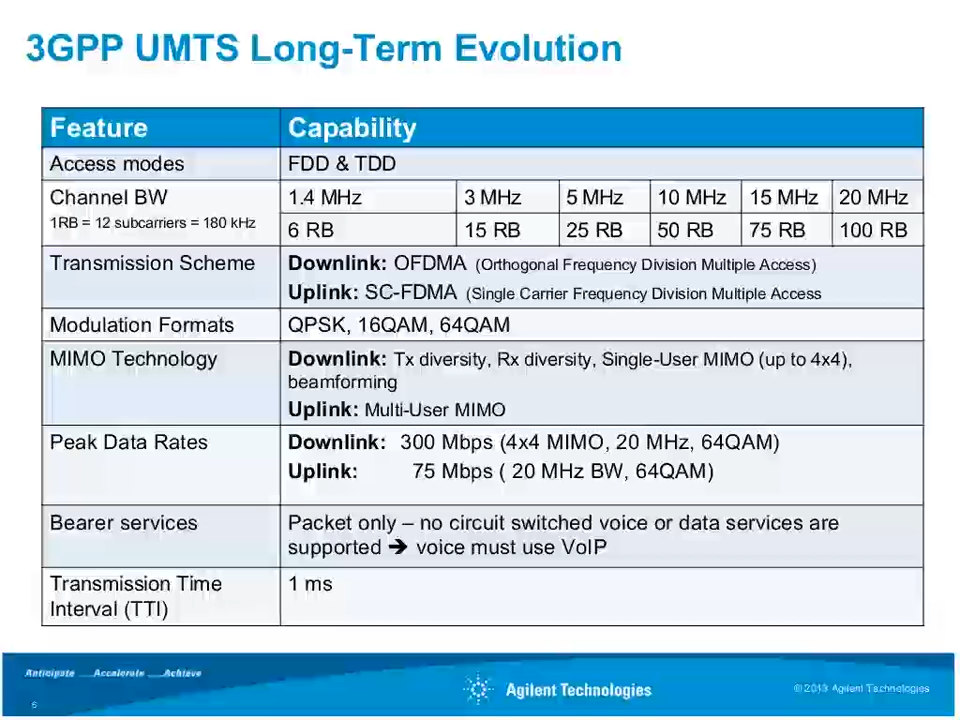 3GPP UMTS Long-Term Evolution
Feature Capability
Access modes FDD & TDD
Channel BW 1.4 MHz 3 MHz 5 MHz 10 MHz 15 MHz 20 MHz
1RB = 12 subcarriers = 180 kHz 6 RB 15 RB 25 RB 50 RB 75 RB 100 RB
Transmission Scheme Downlink: OFDMA (Orthogonal Frequency Division Multiple Access)
Uplink: SC-FDMA (Single Carrier Frequency Division Multiple Access
Modulation Formats QPSK, 16QAM, 64QAM
MIMO Technology Downlink: Tx diversity, Rx diversity, Single-User MIMO (up to 4x4),
beamforming
Uplink: Multi-User MIMO
Peak Data Rates Downlink: 300 Mbps (4x4 MIMO, 20 MHz, 64QAM)
Uplink: 75 Mbps ( 20 MHz BW, 64QAM)
Bearer services Packet only – no circuit switched voice or data services are
supported ➔ voice must use VoIP
Transmission Time 1 ms
Interval (TTI)
Anticipate ___Accelerate ___Achieve
Agilent Technologies
© 2013 Agilent Technologies